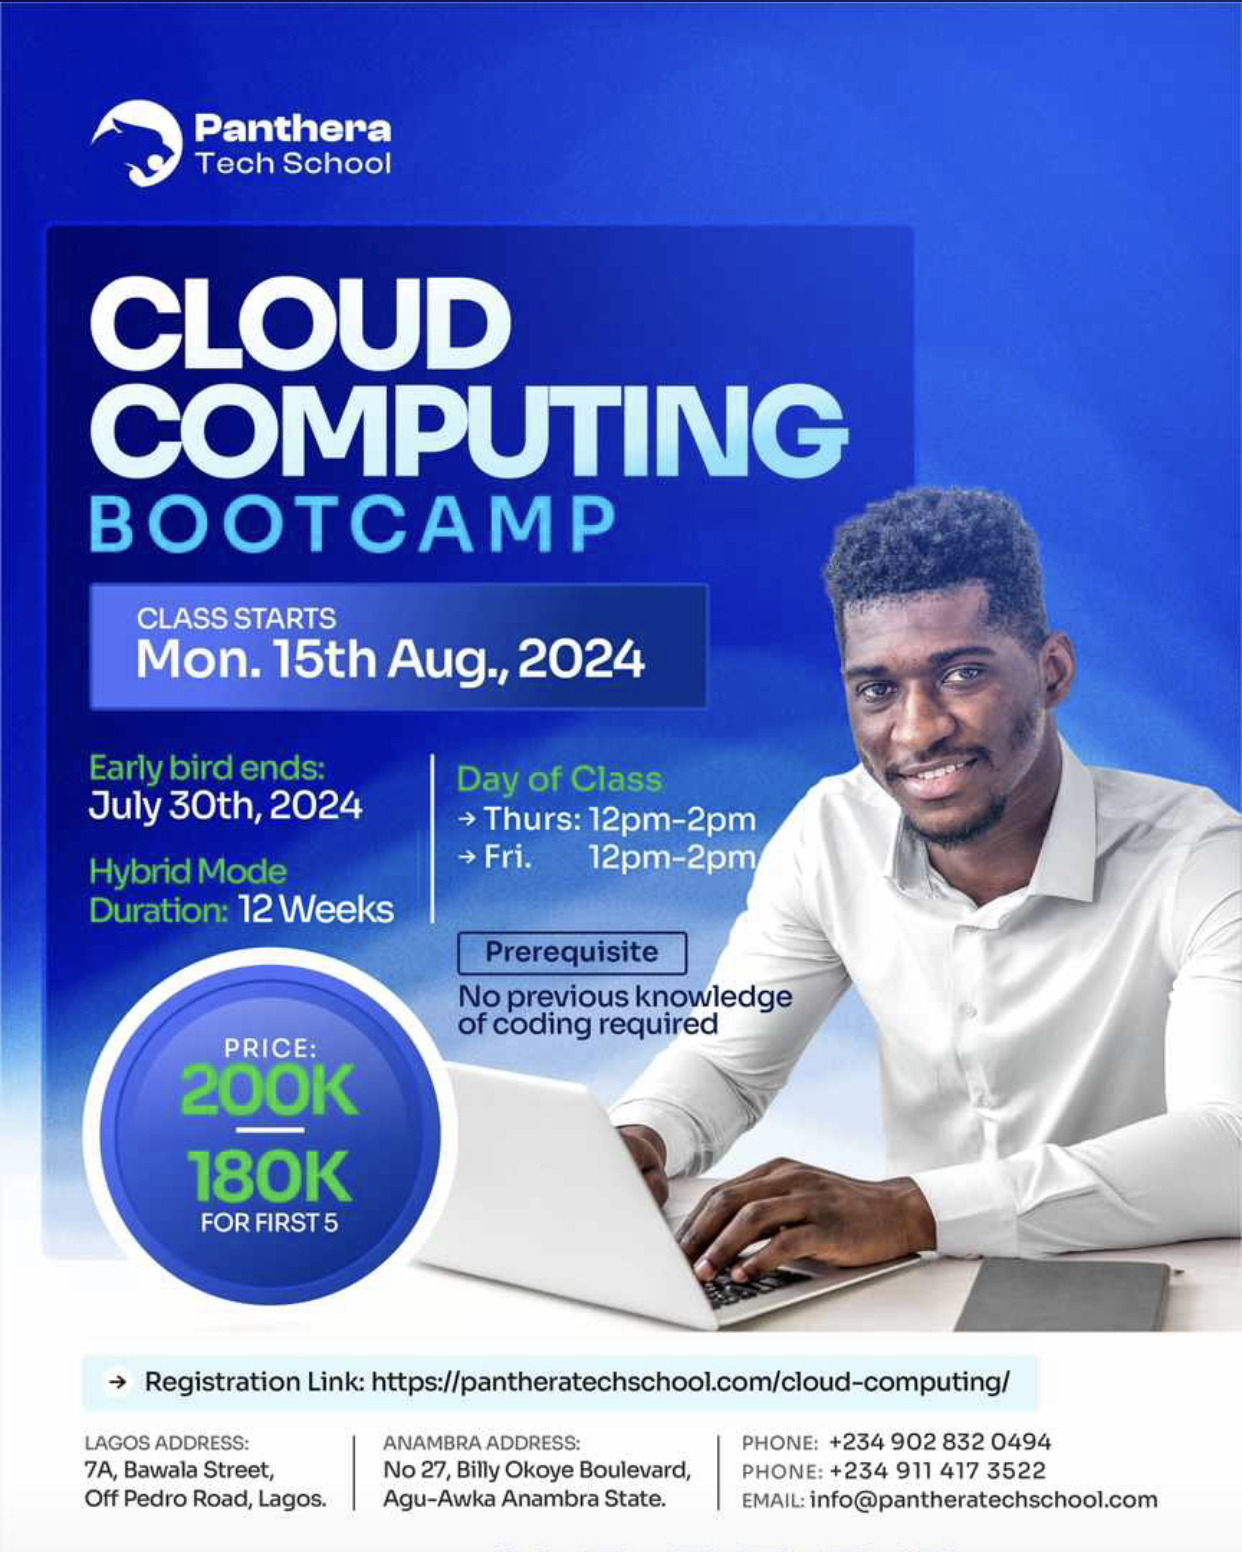 Panthera
Tech School
CLOUD
COMPUTING
BOOTCAMP
CLASS STARTS
Mon. 15th Aug., 2024
Early bird ends:
July 30th, 2024
Hybrid Mode
Duration: 12 Weeks
Day of Class
→ Thurs: 12pm-2pm
→ Fri. 12pm-2pm
Prerequisite
No previous knowledge
of coding required
PRICE:
200K
180K
FOR FIRST 5
→ Registration Link: https://pantheratechschool.com/cloud-computing/
LAGOS ADDRESS:
7A, Bawala Street,
Off Pedro Road, Lagos.
ANAMBRA ADDRESS:
No 27, Billy Okoye Boulevard,
Agu-Awka Anambra State.
PHONE: +234 902 832 0494
PHONE: +234 911 417 3522
EMAIL: info@pantheratechschool.com